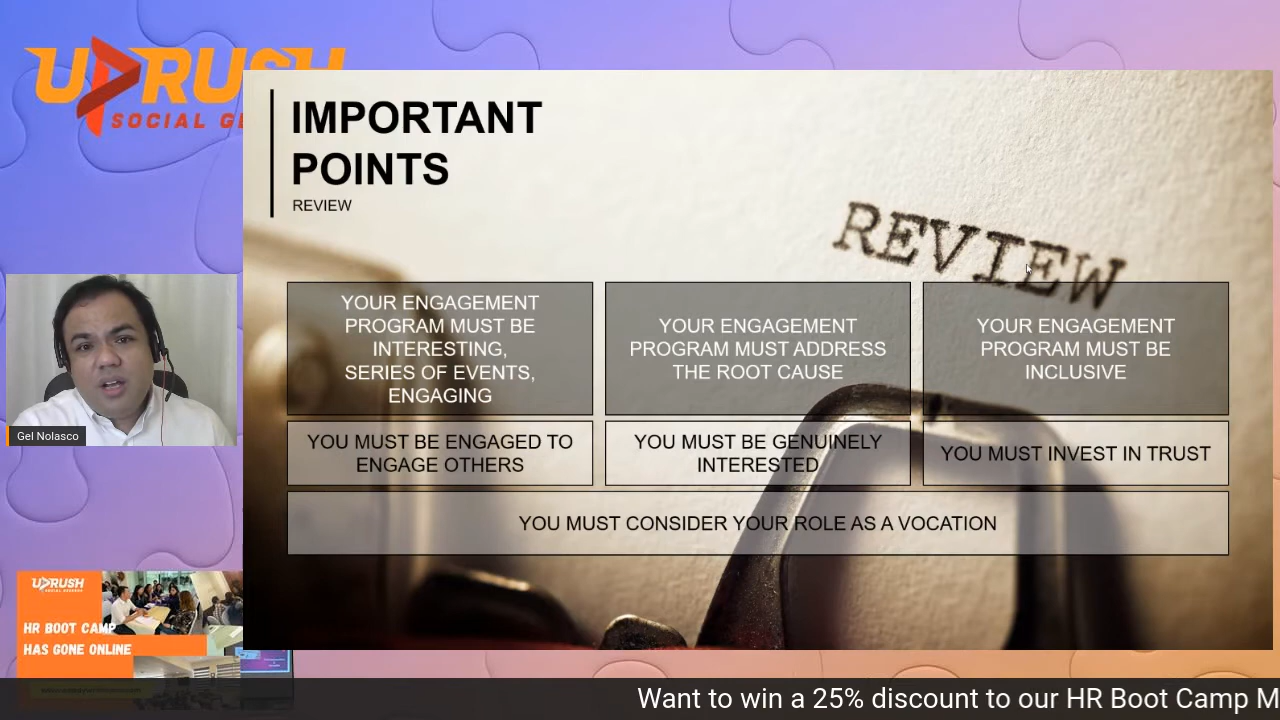 UPRUSH
SOCIAL GE
IMPORTANT
POINTS
REVIEW
REVIEW
YOUR ENGAGEMENT
PROGRAM MUST BE
INTERESTING,
SERIES OF EVENTS,
ENGAGING
YOUR ENGAGEMENT
PROGRAM MUST ADDRESS
THE ROOT CAUSE
YOUR ENGAGEMENT
PROGRAM MUST BE
INCLUSIVE
YOU MUST BE ENGAGED TO
ENGAGE OTHERS
YOU MUST BE GENUINELY
INTERESTED
YOU MUST INVEST IN TRUST
YOU MUST CONSIDER YOUR ROLE AS A VOCATION
Gel Nolasco
UPRUSH
HR BOOT CAMP
HAS GONE ONLINE
Want to win a 25% discount to our HR Boot Camp M